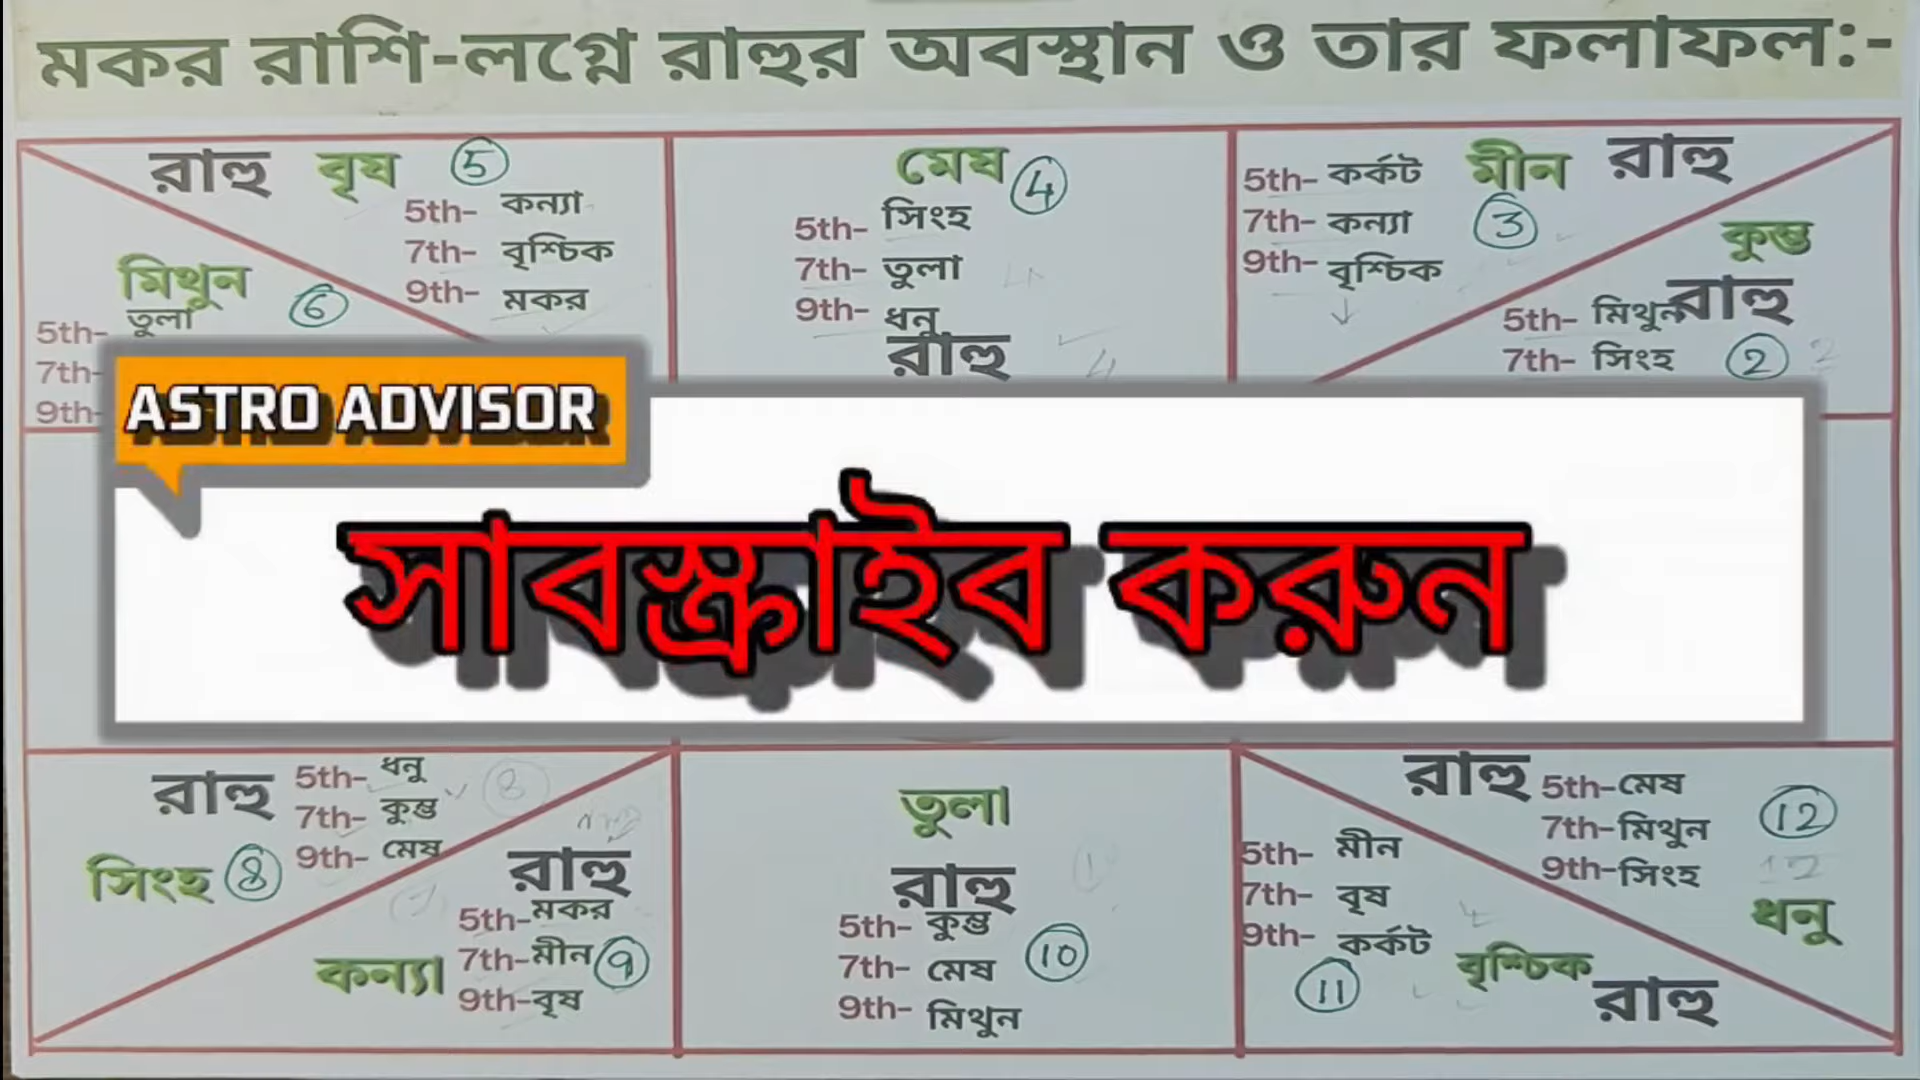 মকর রাশি-লগ্নে রাহুর অবস্থান ও তার ফলাফল:-
রাহু বৃষ ৫
5th- কন্যা
7th- বৃশ্চিক
9th- মকর
মিথুন ৬
5th- তুলা
7th-
9th-
মেষ 4
5th- সিংহ
7th- তুলা
9th- ধনু
রাহু
মীন রাহু
5th- কর্কট
7th- কন্যা 3
9th- বৃশ্চিক
কুম্ভ
রাহু
5th- মিথুন
7th- সিংহ 2
ASTRO ADVISOR
সাবস্ক্রাইব করুন
রাহু
5th- ধনু
7th- কুম্ভ
9th- মেষ
সিংহ 8
রাহু
5th-মকর
7th-মীন 9
9th-বৃষ
কন্যা
তুলা
রাহু
5th- কুম্ভ
7th- মেষ 10
9th- মিথুন
রাহু
5th-মেষ
7th-মিথুন 12
9th-সিংহ
ধনু
5th- মীন
7th- বৃষ
9th- কর্কট
11
বৃশ্চিক
রাহু